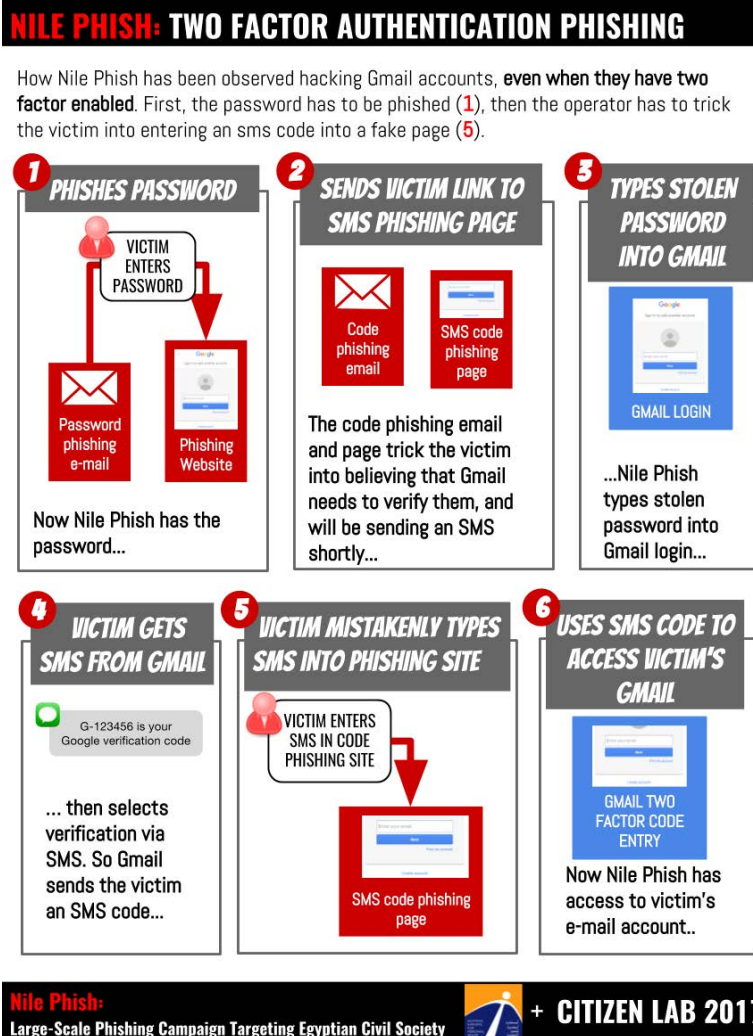 NILE PHISH: TWO FACTOR AUTHENTICATION PHISHING
How Nile Phish has been observed hacking Gmail accounts, even when they have two
factor enabled. First, the password has to be phished (1), then the operator has to trick
the victim into entering an sms code into a fake page (5).
1
PHISHES PASSWORD
VICTIM
ENTERS
PASSWORD
Password
phishing
e-mail
Google
Phishing
Website
Now Nile Phish has the
password...
2
SENDS VICTIM LINK TO
SMS PHISHING PAGE
Code
phishing
email
SMS code
phishing
page
The code phishing email
and page trick the victim
into believing that Gmail
needs to verify them, and
will be sending an SMS
shortly...
3
TYPES STOLEN
PASSWORD
INTO GMAIL
Google
GMAIL LOGIN
...Nile Phish
types stolen
password into
Gmail login...
4
VICTIM GETS
SMS FROM GMAIL
G-123456 is your
Google verification code
... then selects
verification via
SMS. So Gmail
sends the victim
an SMS code...
5
VICTIM MISTAKENLY TYPES
SMS INTO PHISHING SITE
VICTIM ENTERS
SMS IN CODE
PHISHING SITE
Enter your email
Next
SMS code phishing
page
6
USES SMS CODE TO
ACCESS VICTIM'S
GMAIL
GMAIL TWO
FACTOR CODE
ENTRY
Now Nile Phish has
access to victim's
e-mail account..
Nile Phish:
Large-Scale Phishing Campaign Targeting Egyptian Civil Society
+ CITIZEN LAB 2017